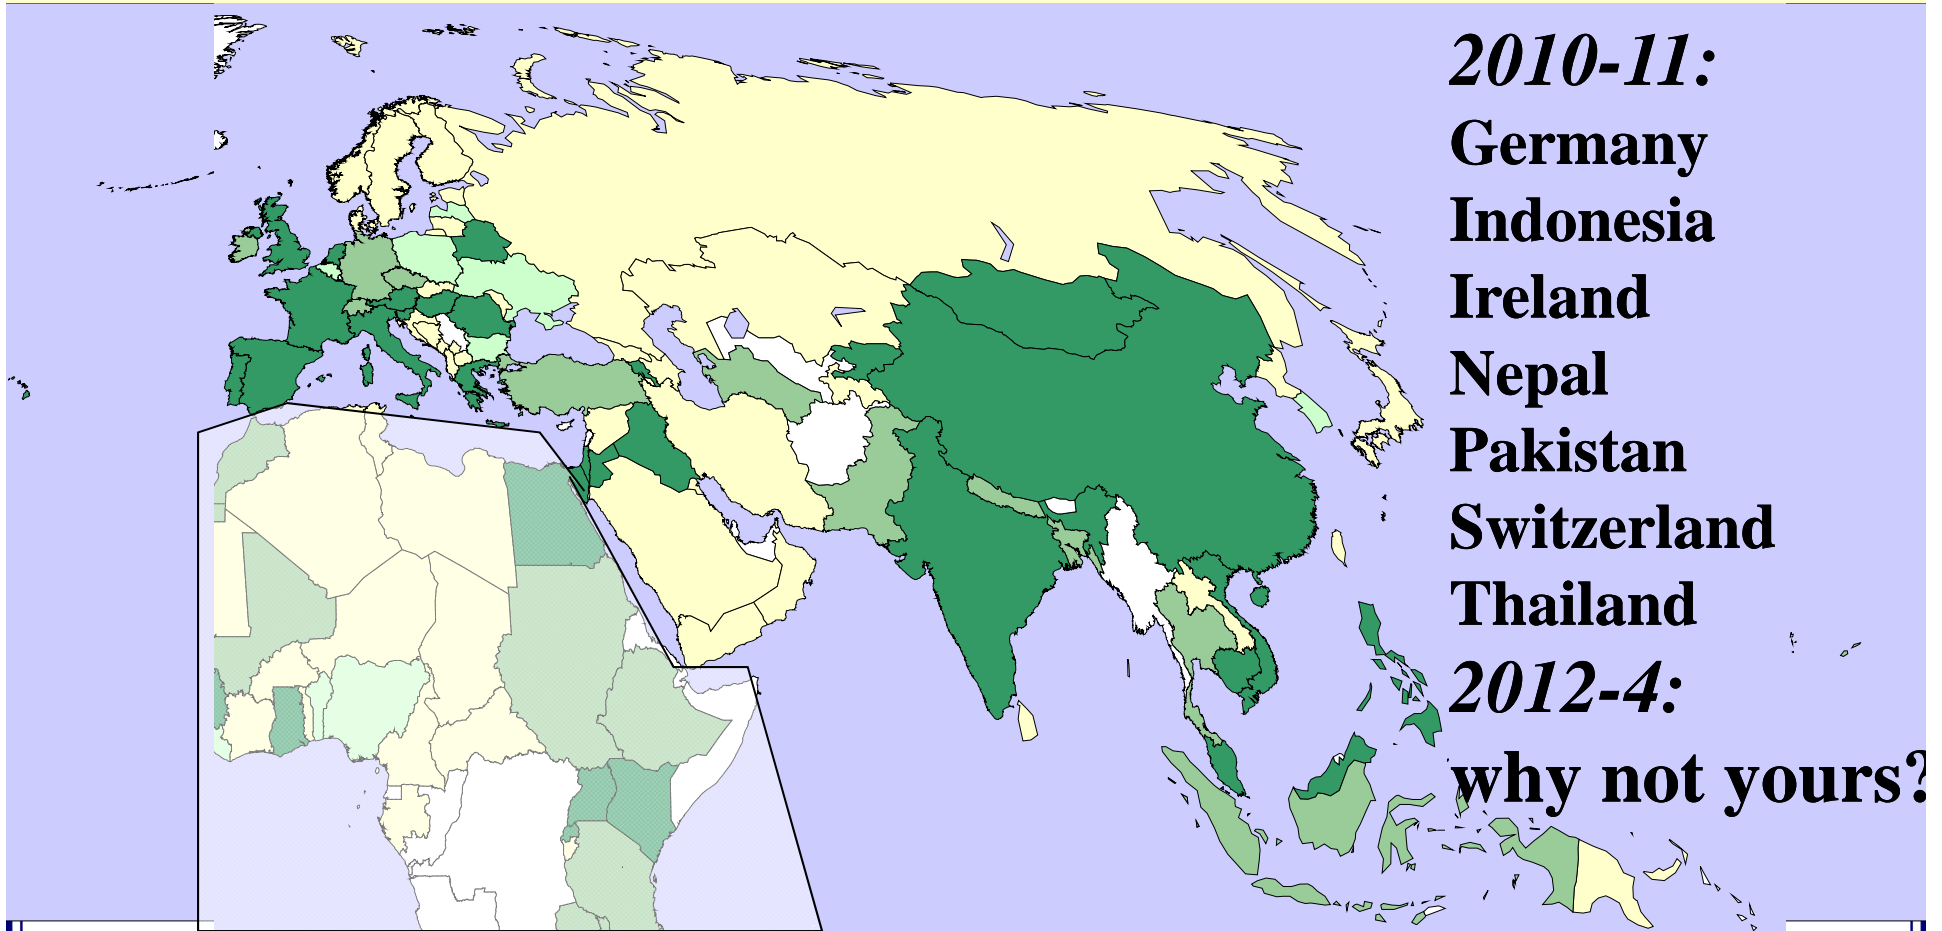 2010-11:
Germany
Indonesia
Ireland
Nepal
Pakistan
Switzerland
Thailand
2012-4:
why not yours?